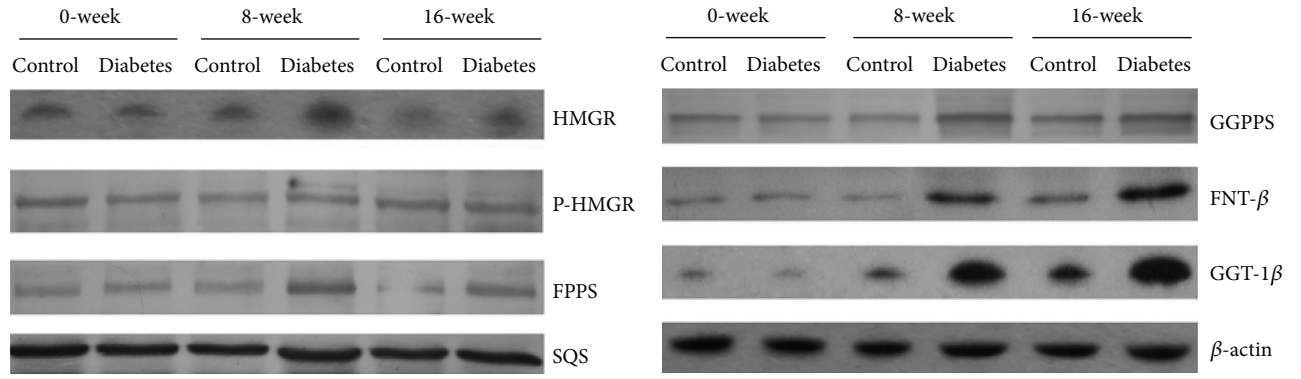 0-week 8-week 16-week
Control Diabetes Control Diabetes Control Diabetes
HMGR
P-HMGR
FPPS
SQS
0-week 8-week 16-week
Control Diabetes Control Diabetes Control Diabetes
GGPPS
FNT-β
GGT-1β
β-actin